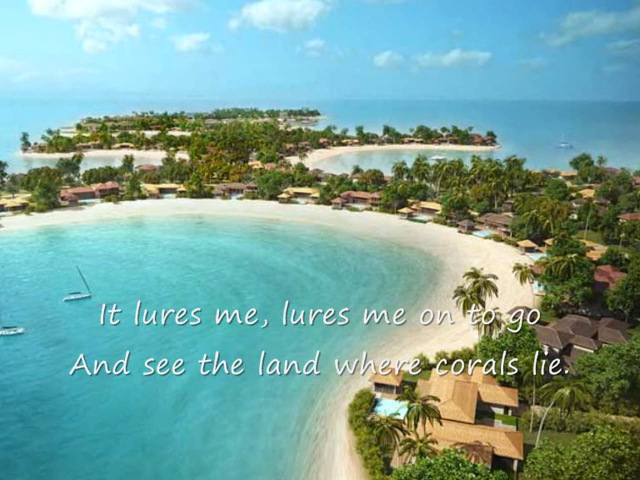 It lures me, lures me on to go
And see the land where corals lie.